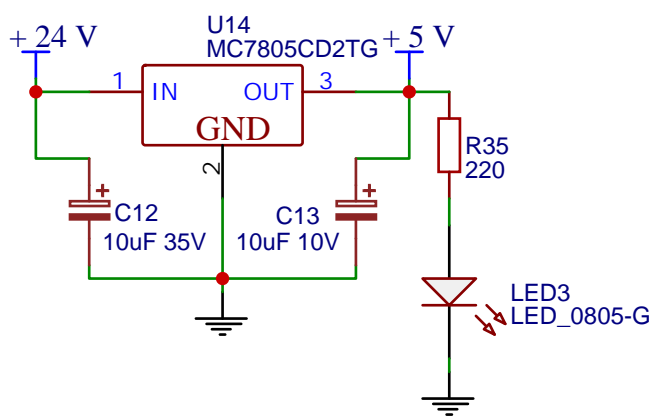 U14
MC7805CD2TG
+ 24 V
+ 5 V
1
IN
OUT
3
GND
2
R35
220
C12
10uF 35V
C13
10uF 10V
LED3
LED_0805-G